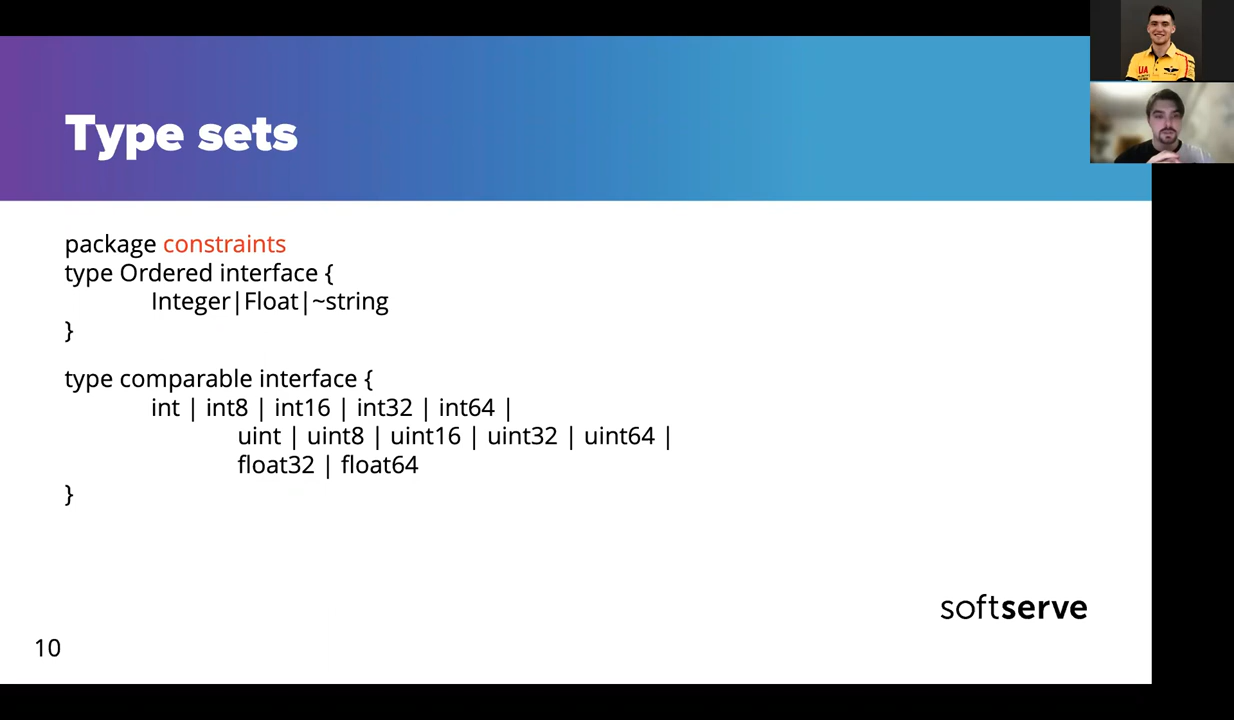 Type sets
package constraints
type Ordered interface {
Integer|Float|~string
}
type comparable interface {
int | int8 | int16 | int32 | int64 |
uint | uint8 | uint16 | uint32 | uint64 |
float32 | float64
}
softserve
10
UA